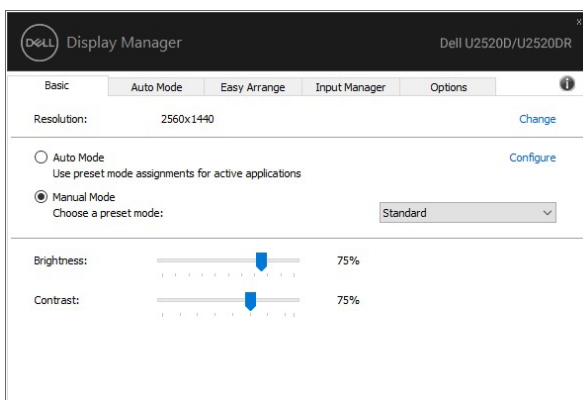 DELL Display Manager Dell U2520D/U2520DR
x
Basic Auto Mode Easy Arrange Input Manager Options i
Resolution: 2560x1440 Change
Auto Mode Configure
Use preset mode assignments for active applications
Manual Mode
Choose a preset mode: Standard
Brightness: 75%
Contrast: 75%